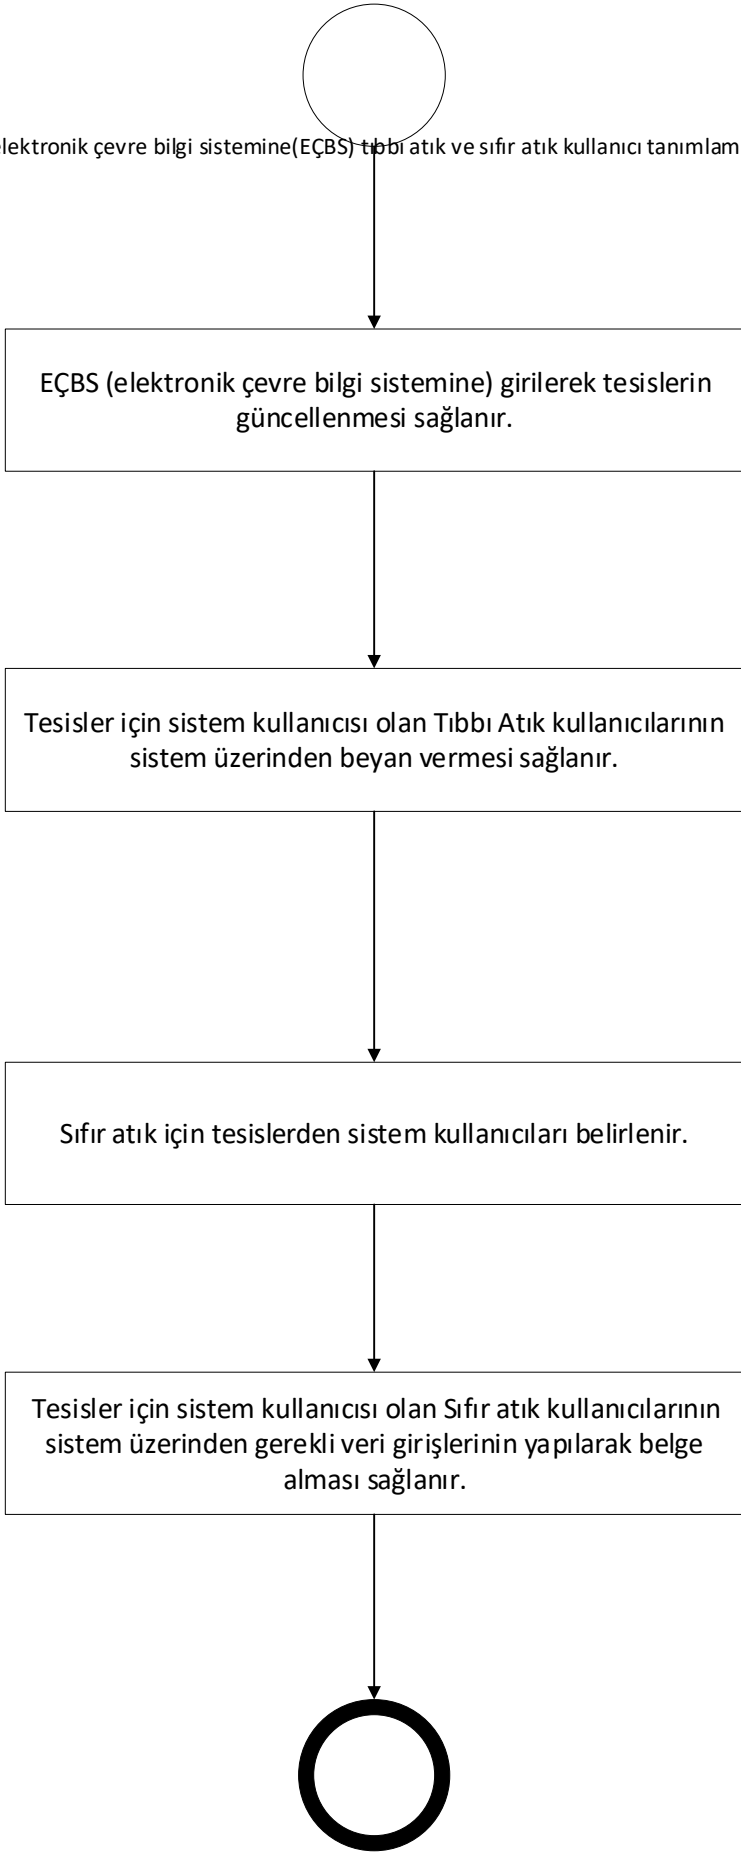 elektronik çevre bilgi sistemine(EÇBS) tıbbi atık ve sıfır atık kullanıcı tanımlam
EÇBS (elektronik çevre bilgi sistemine) girilerek tesislerin
güncellenmesi sağlanır.
Tesisler için sistem kullanıcısı olan Tıbbı Atık kullanıcılarının
sistem üzerinden beyan vermesi sağlanır.
Sıfır atık için tesislerden sistem kullanıcıları belirlenir.
Tesisler için sistem kullanıcısı olan Sıfır atık kullanıcılarının
sistem üzerinden gerekli veri girişlerinin yapılarak belge
alması sağlanır.